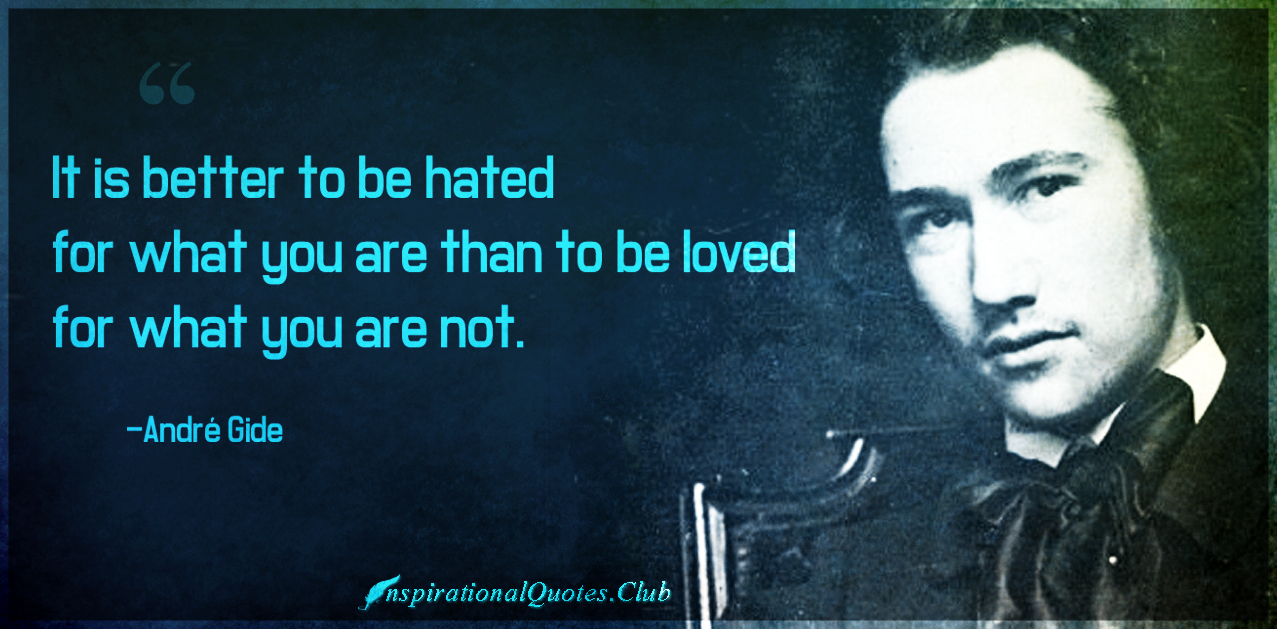 “
It is better to be hated
for what you are than to be loved
for what you are not.
–André Gide
InspirationalQuotes.Club